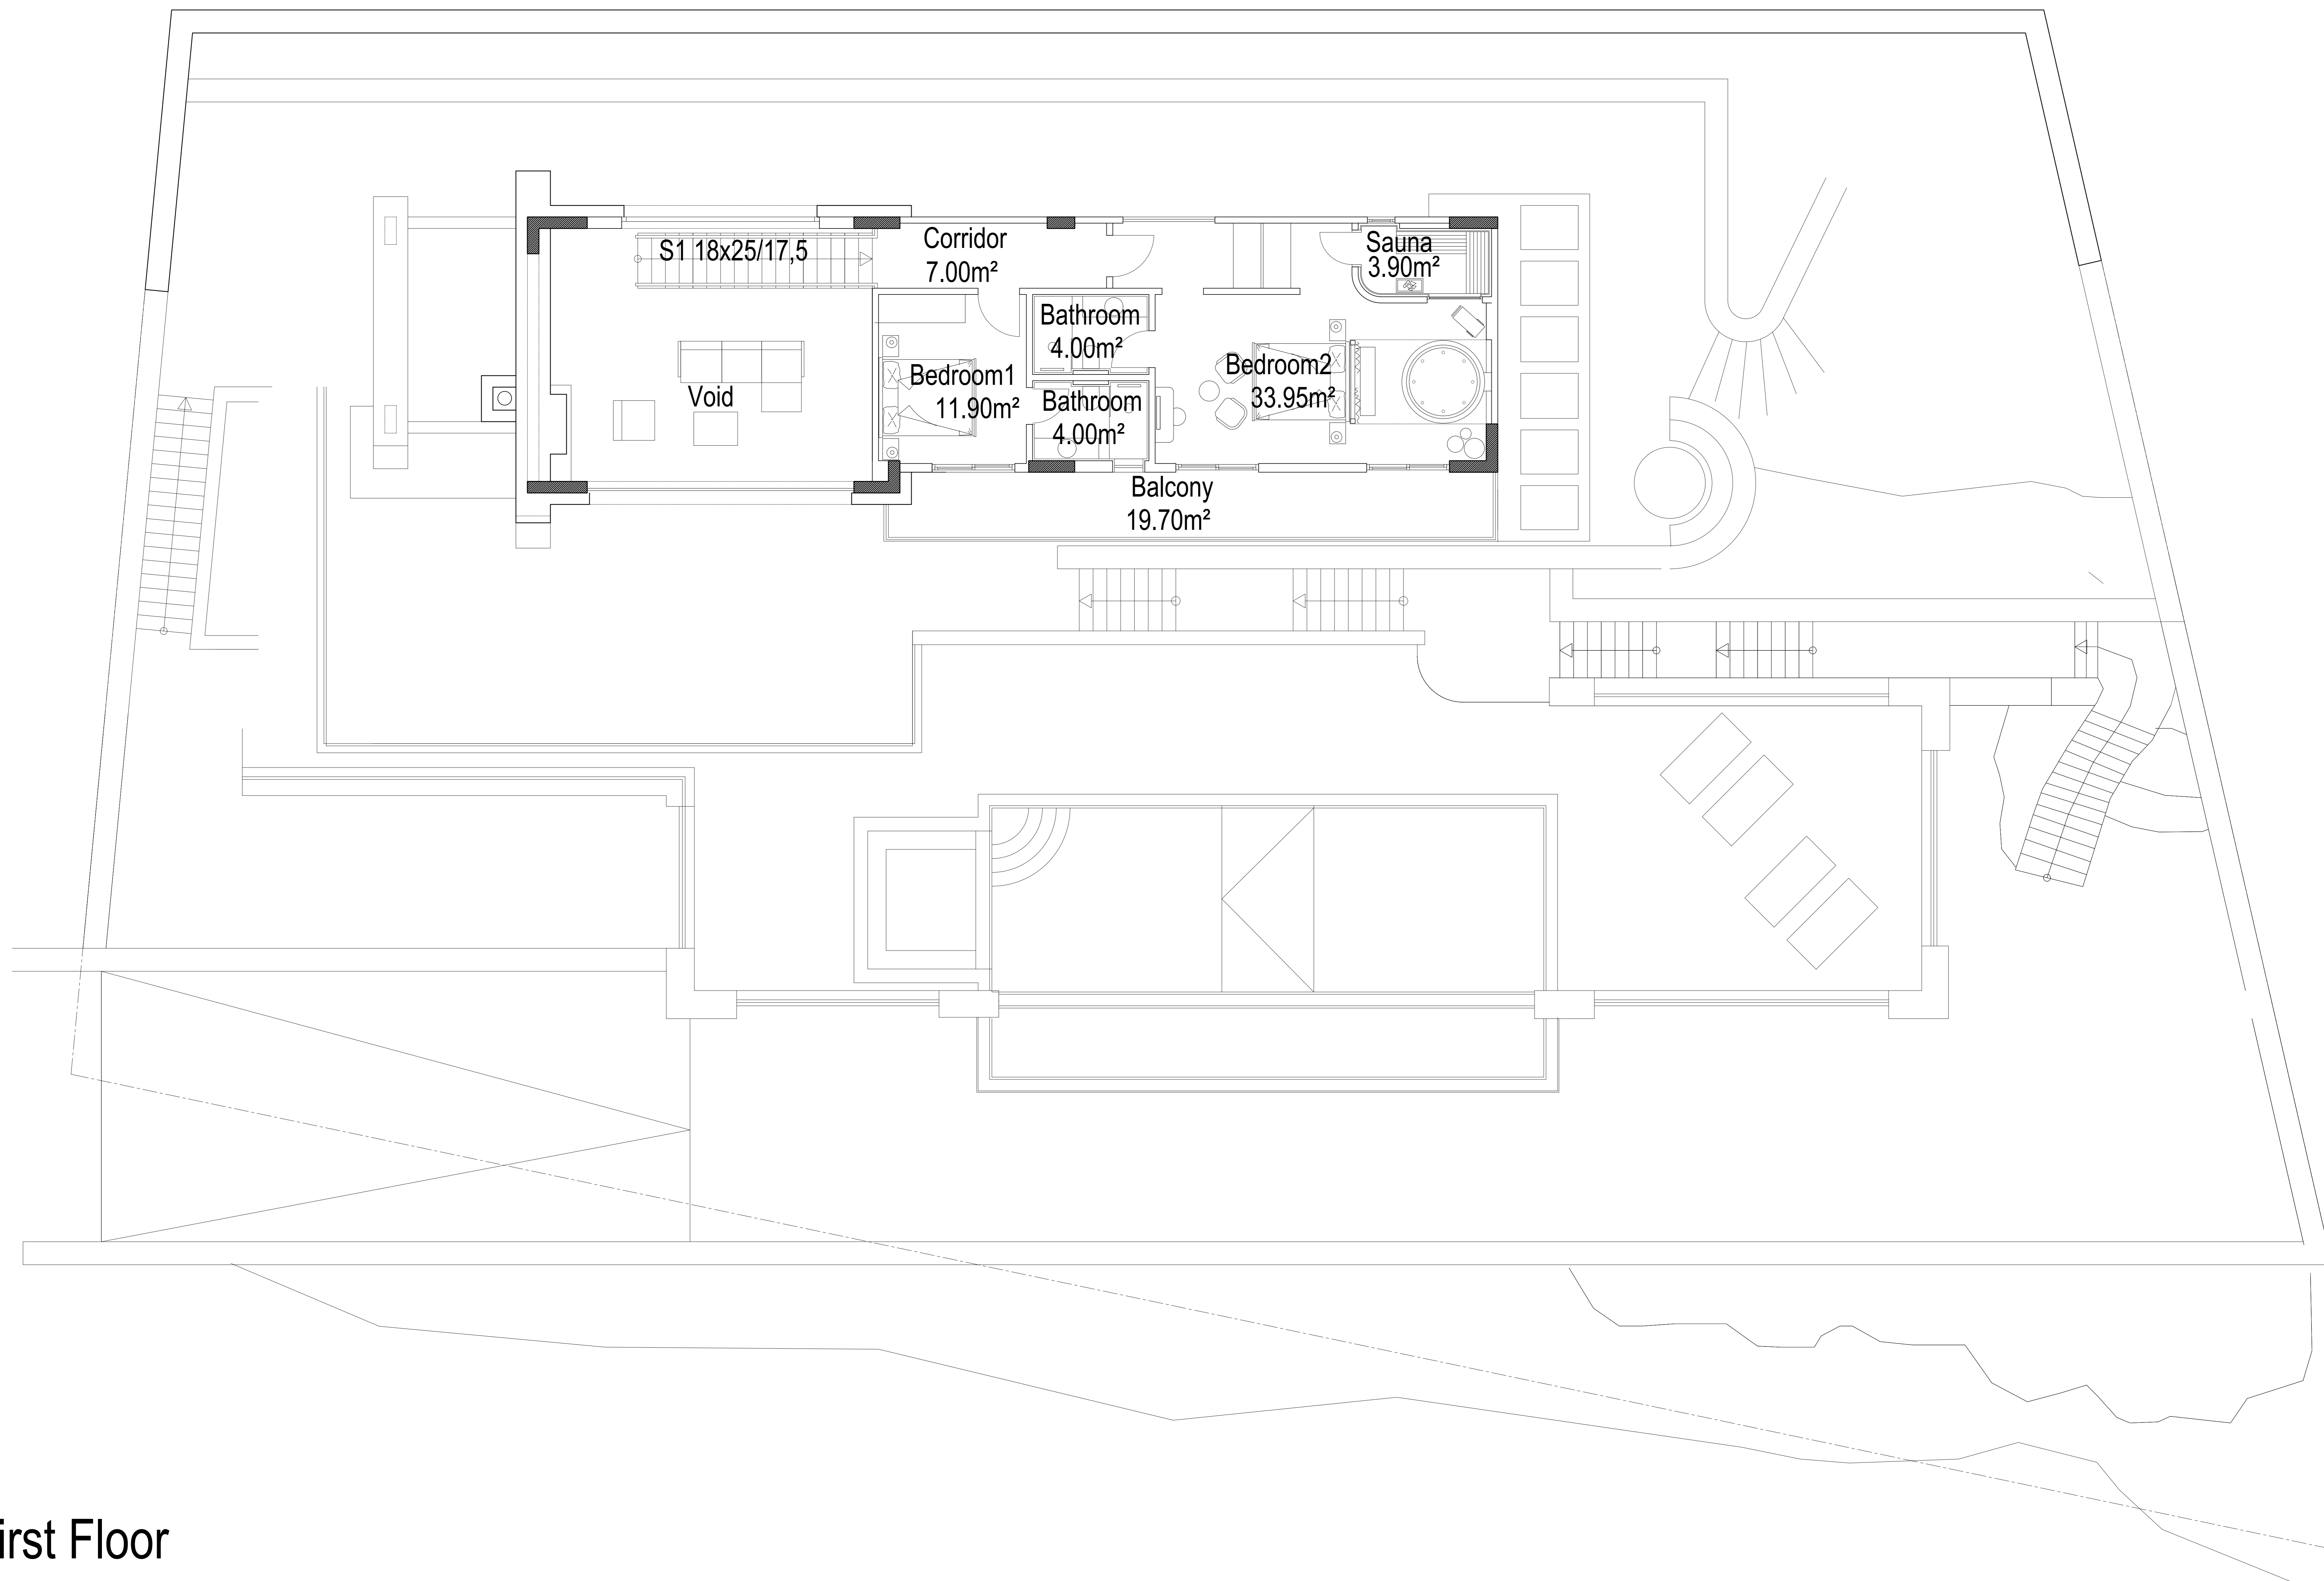 S1 18x25/17,5
Corridor
7.00m²
Sauna
3.90m²
Bathroom
4.00m²
Bedroom1
11.90m²
Bathroom
4.00m²
Bedroom2
33.95m²
Void
Balcony
19.70m²
irst Floor